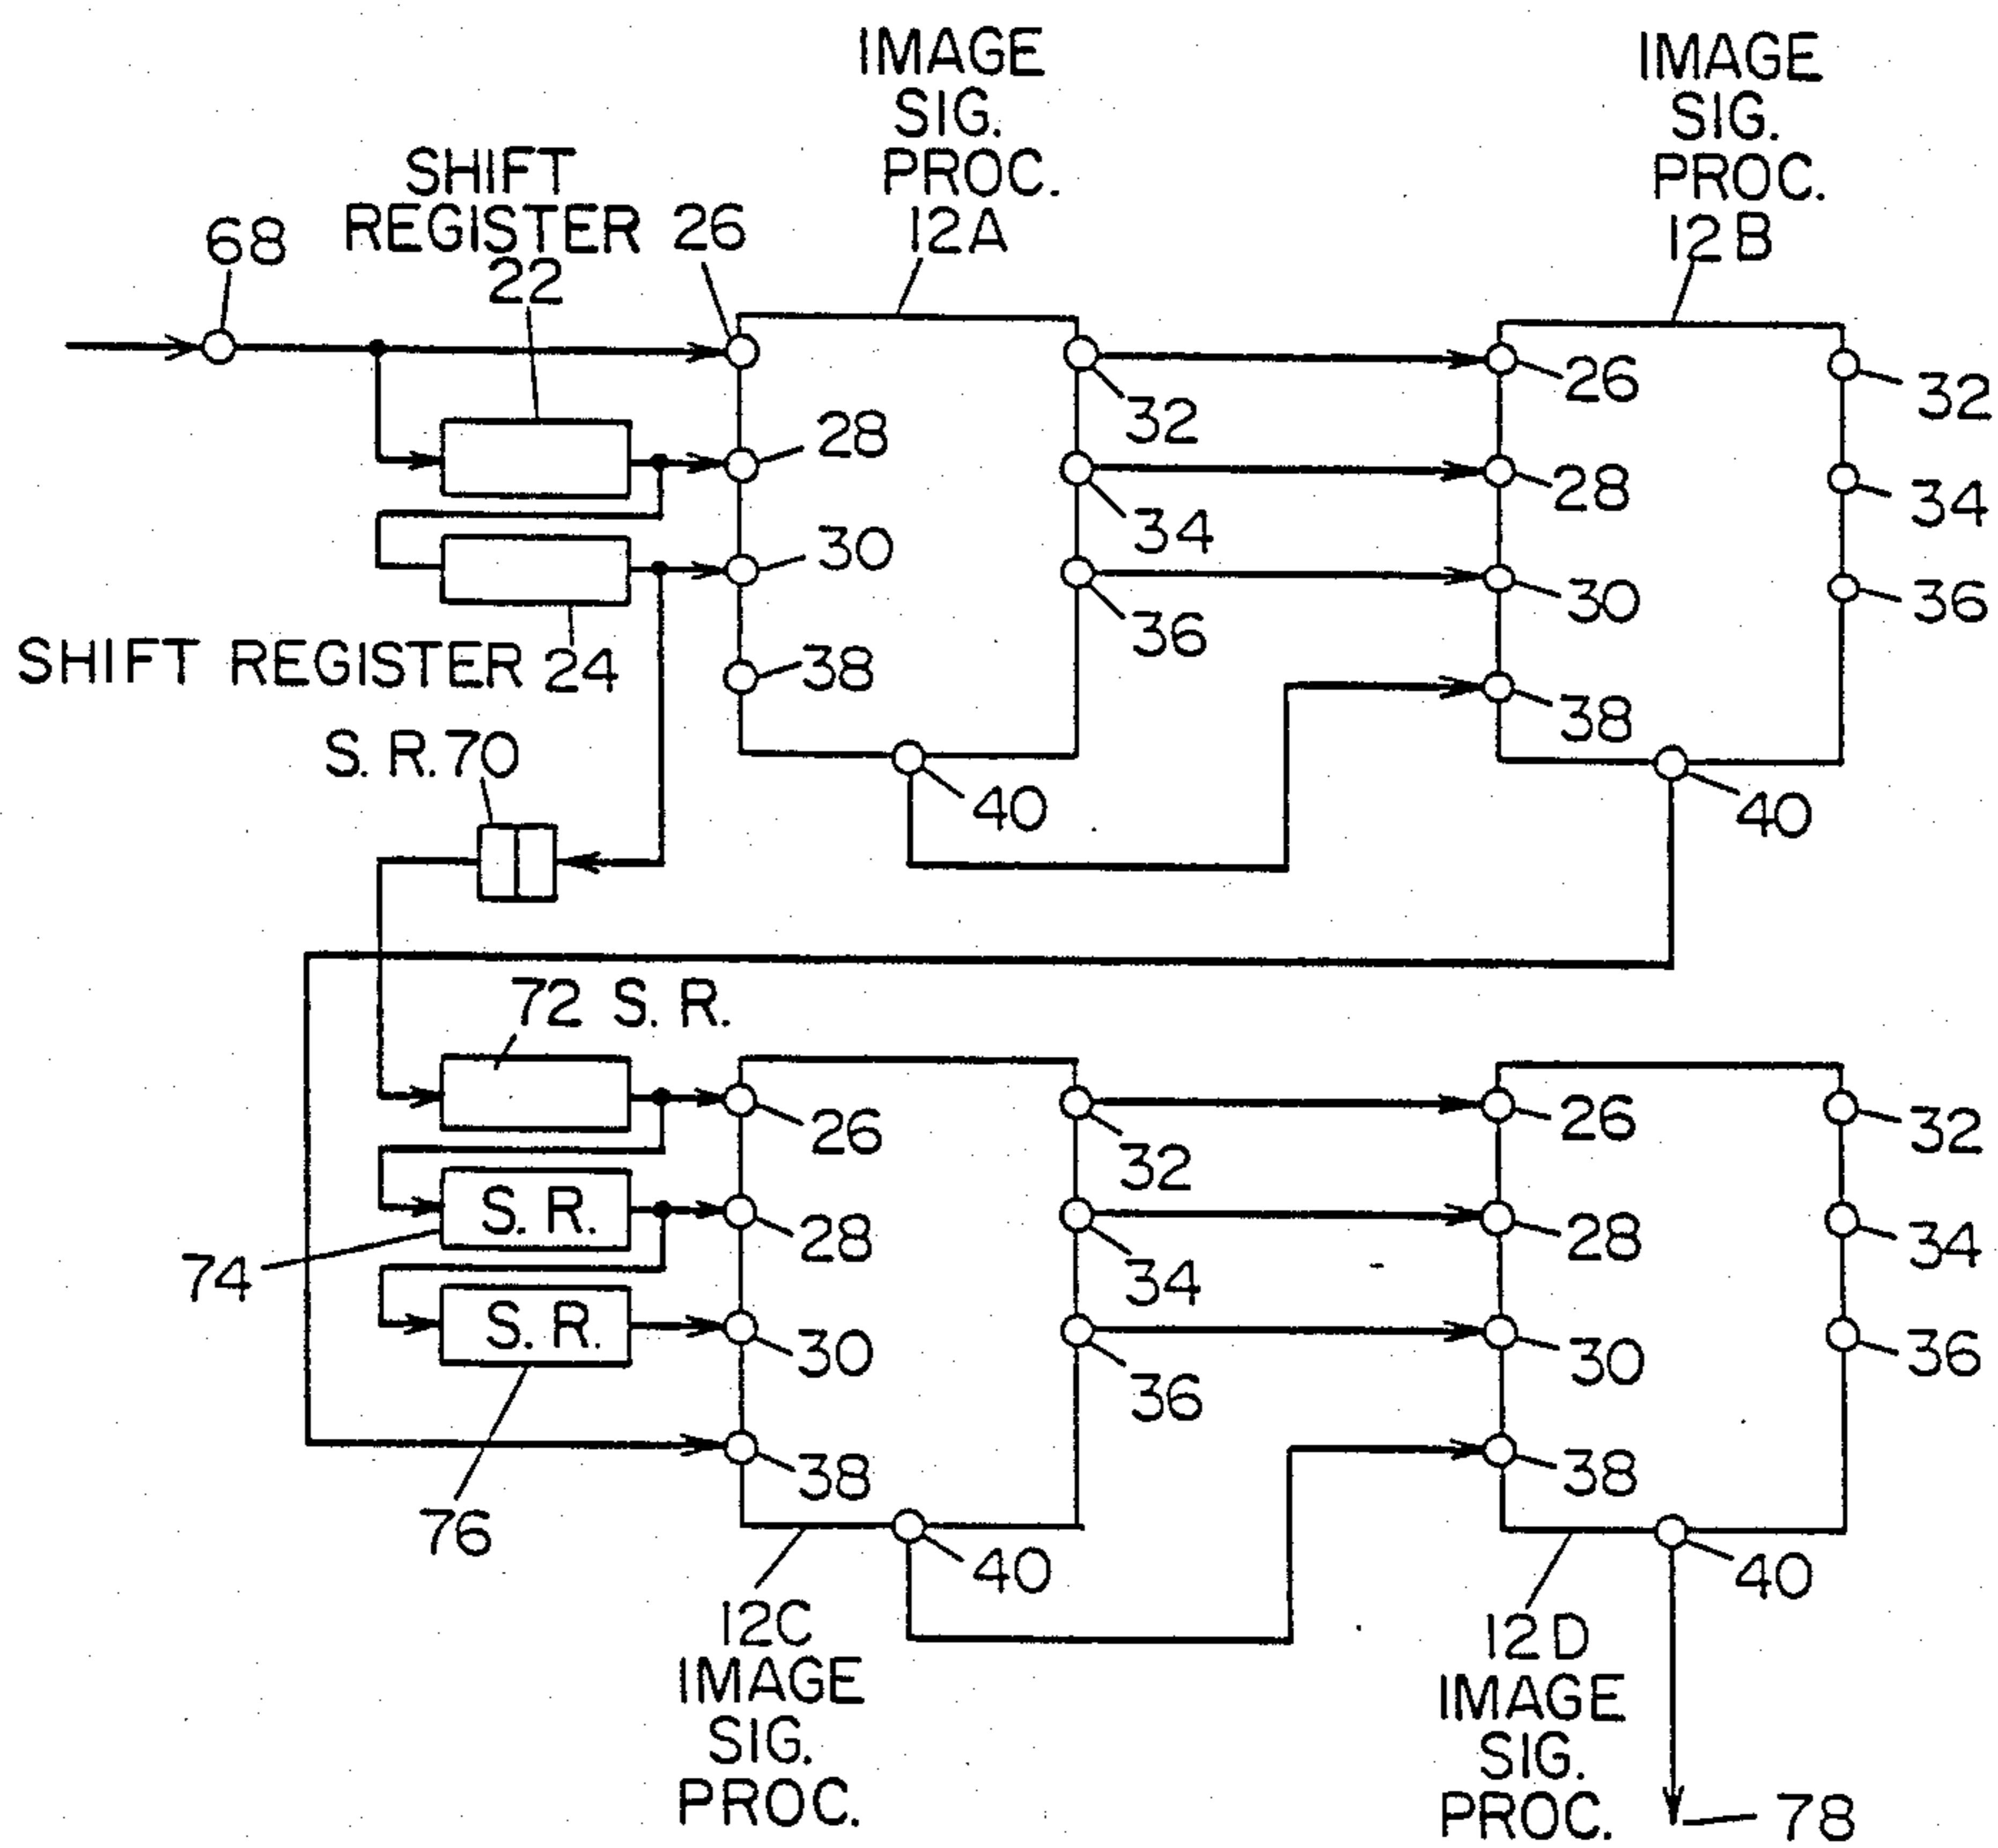 IMAGE
SIG.
PROC.
12A
IMAGE
SIG.
PROC.
12B
SHIFT
REGISTER
22
68
26
28
30
38
32
34
36
40
26
28
30
38
32
34
36
40
SHIFT REGISTER 24
S. R. 70
72 S. R.
S. R.
74
S. R.
76
26
28
30
38
32
34
36
40
26
28
30
38
32
34
36
40
12C
IMAGE
SIG.
PROC.
12D
IMAGE
SIG.
PROC.
78